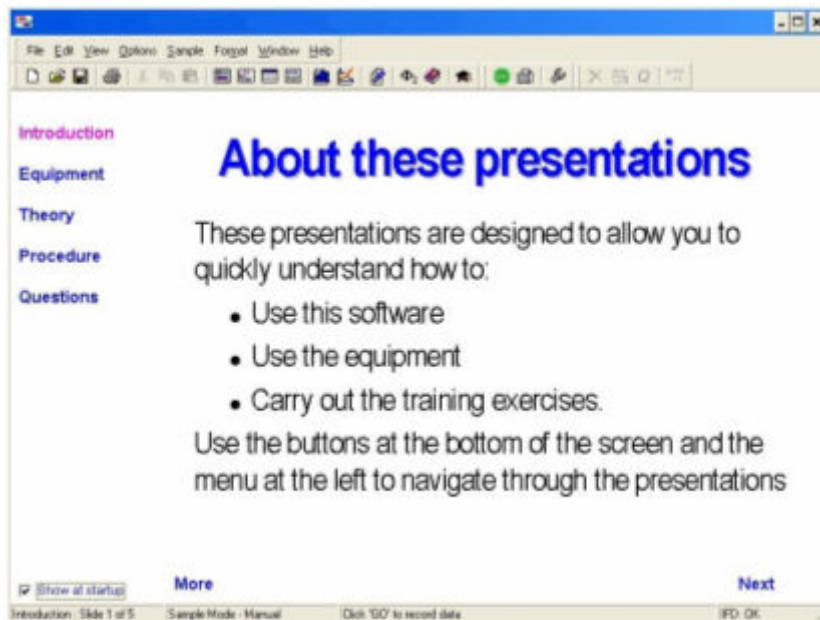 File Edit View Options Sample Format Window Help
Introduction
Equipment
Theory
Procedure
Questions
About these presentations
These presentations are designed to allow you to
quickly understand how to:
• Use this software
• Use the equipment
• Carry out the training exercises.
Use the buttons at the bottom of the screen and the
menu at the left to navigate through the presentations
Show at startup
More
Next
Introduction : Slide 1 of 5
Sample Mode - Manual
Click 'GO' to record data
IFD: OK